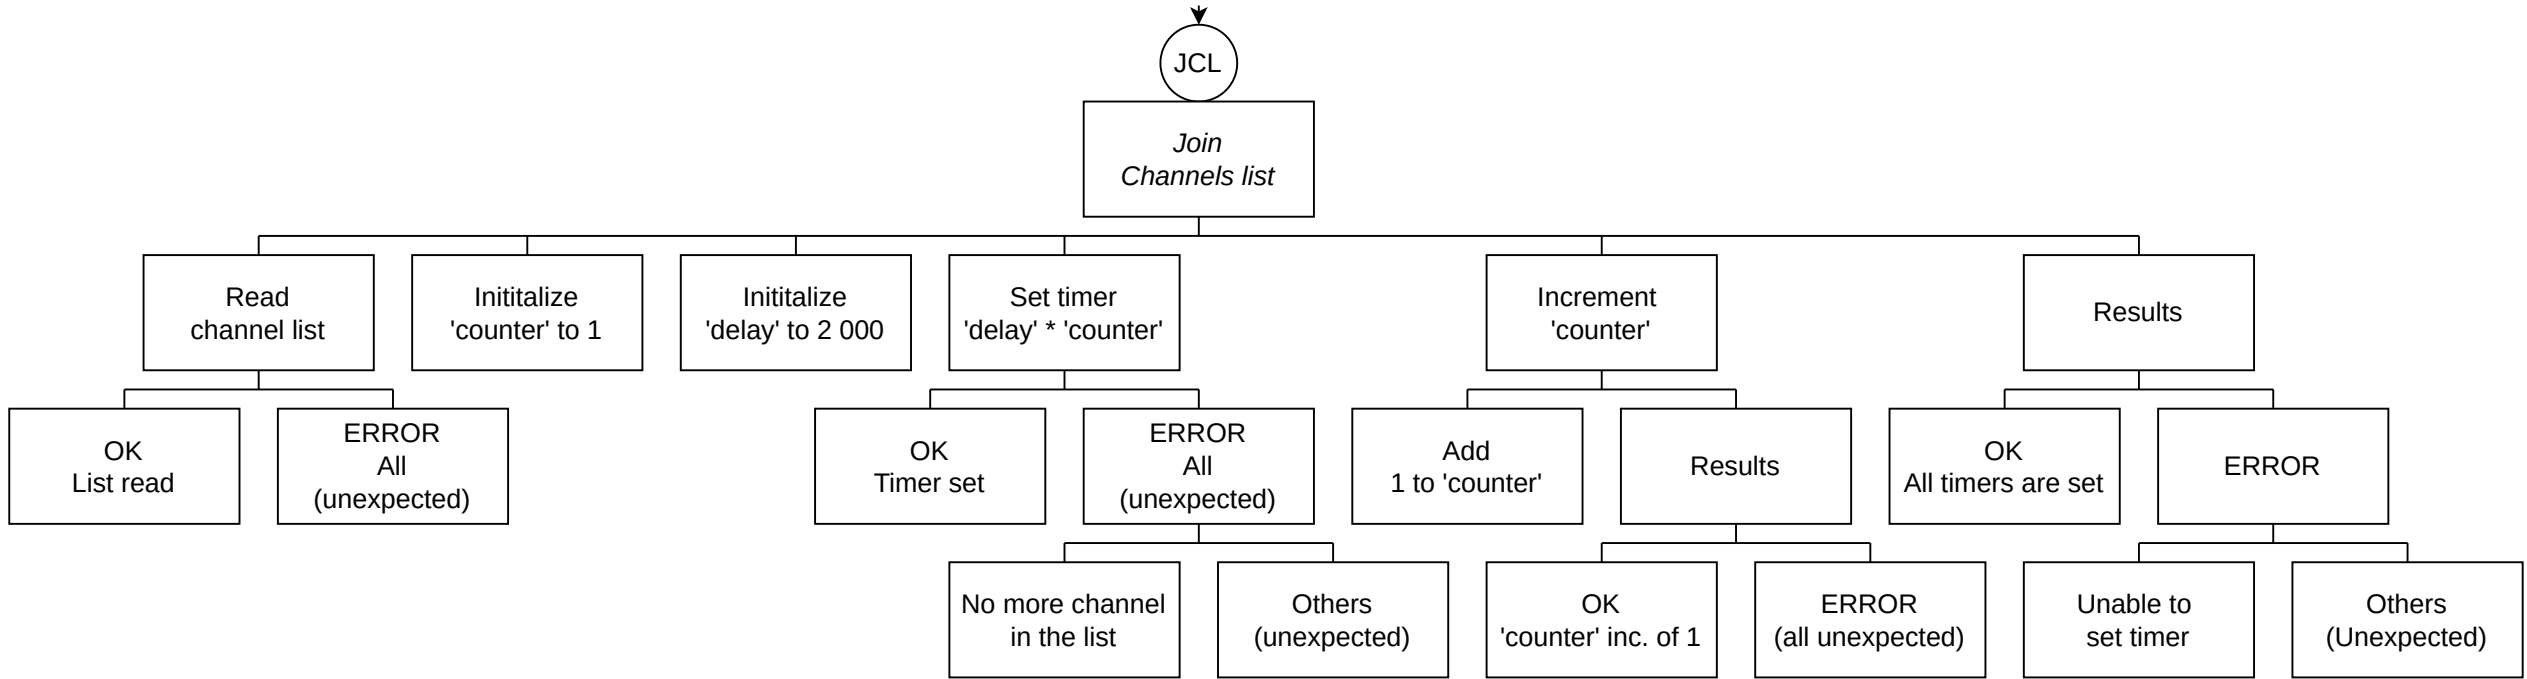 JCL
Join
Channels list
Read
channel list
Inititalize
'counter' to 1
Inititalize
'delay' to 2 000
Set timer
'delay' * 'counter'
Increment
'counter'
Results
OK
List read
ERROR
All
(unexpected)
OK
Timer set
ERROR
All
(unexpected)
Add
1 to 'counter'
Results
OK
All timers are set
ERROR
No more channel
in the list
Others
(unexpected)
OK
'counter' inc. of 1
ERROR
(all unexpected)
Unable to
set timer
Others
(Unexpected)